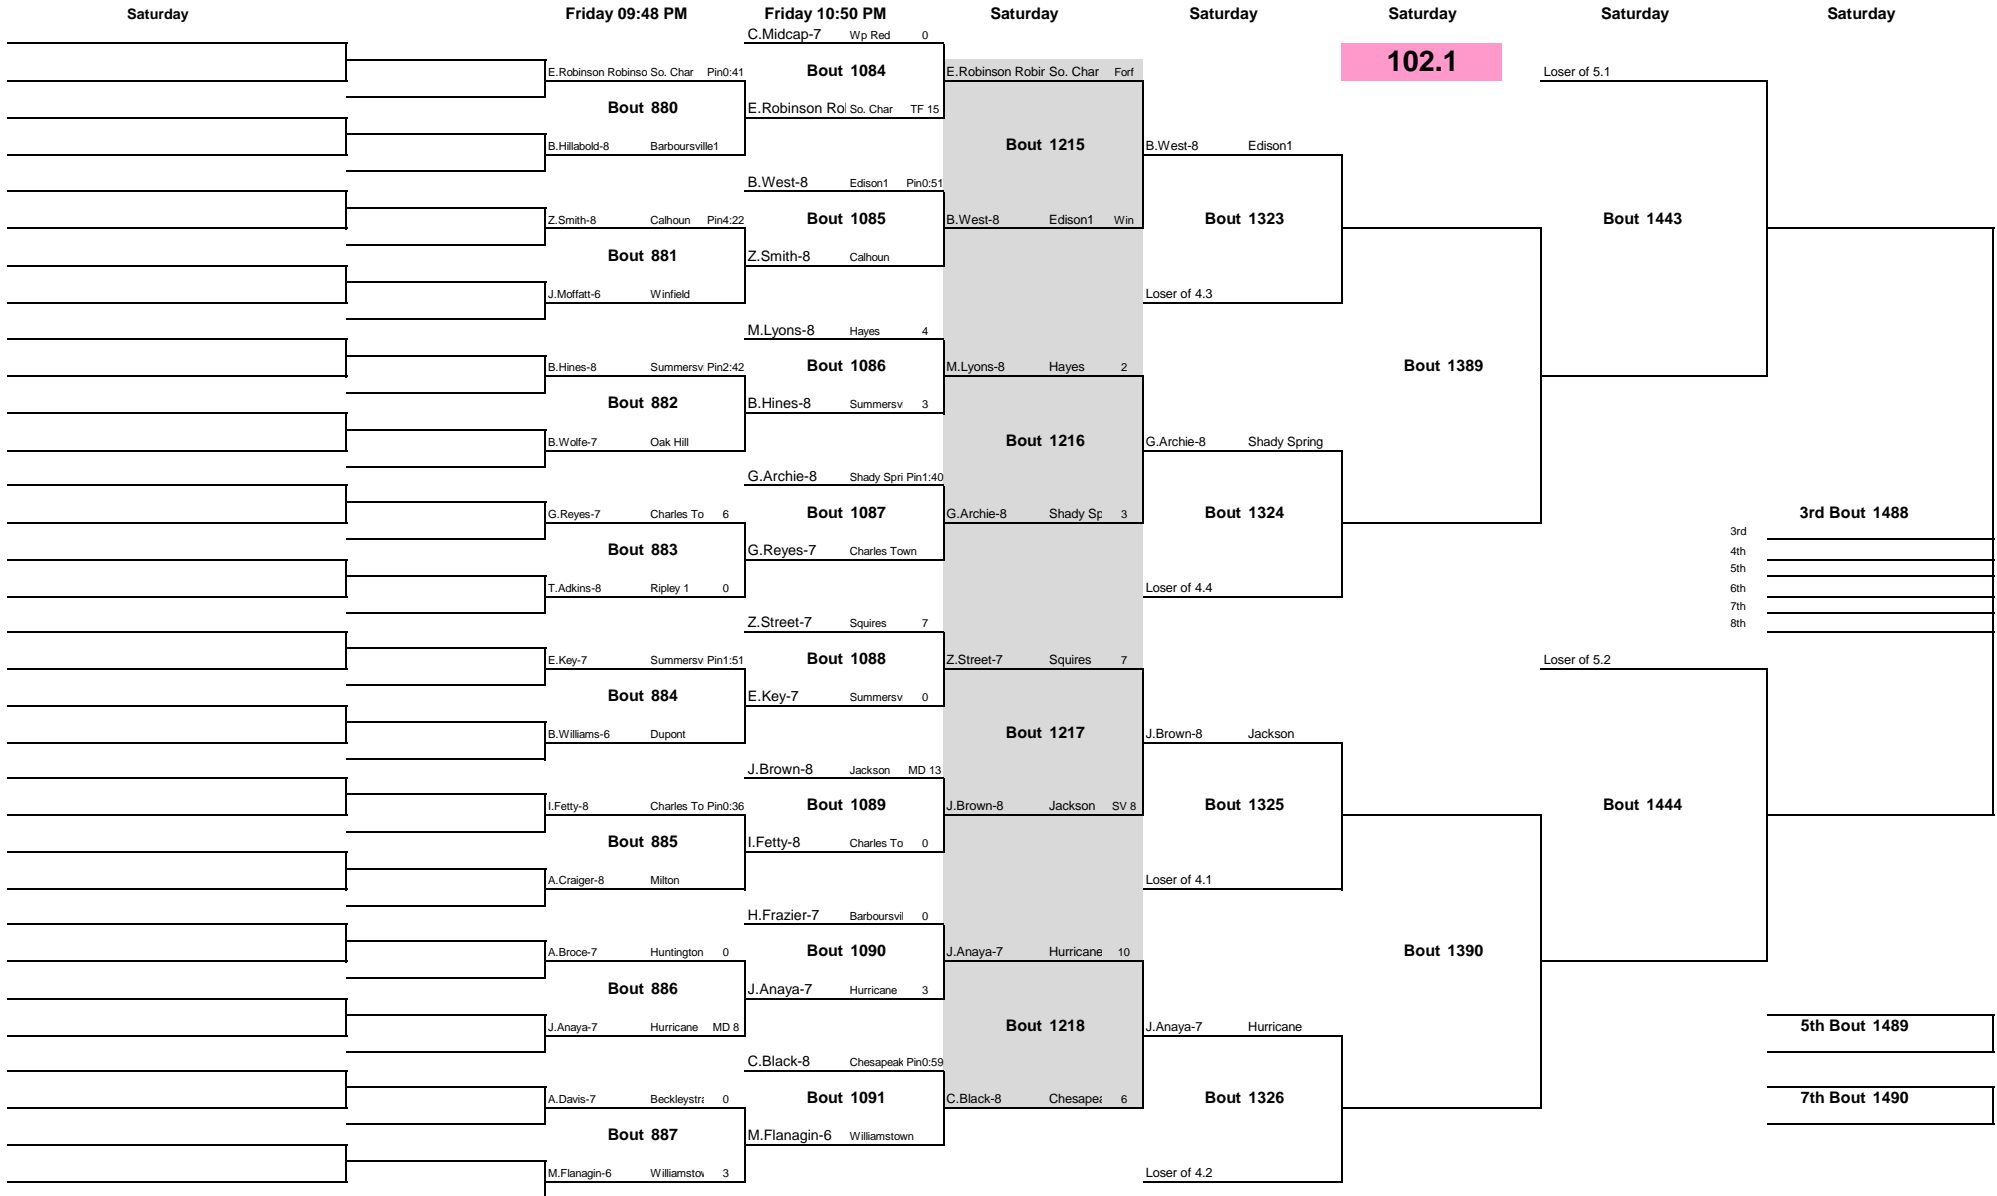 Saturday Friday 09:48 PM Friday 10:50 PM Saturday Saturday Saturday Saturday Saturday
C.Midcap-7 Wp Red 0
102.1
E.Robinson Robinso So. Char Pin0:41 Bout 1084 E.Robinson Robir So. Char Forf Loser of 5.1
Bout 880 E.Robinson Rol So. Char TF 15
B.Hillabold-8 Barboursville1 Bout 1215 B.West-8 Edison1
B.West-8 Edison1 Pin0:51
Z.Smith-8 Calhoun Pin4:22 Bout 1085 B.West-8 Edison1 Win Bout 1323 Bout 1443
Bout 881 Z.Smith-8 Calhoun
J.Moffatt-6 Winfield Loser of 4.3
M.Lyons-8 Hayes 4
B.Hines-8 Summersv Pin2:42 Bout 1086 M.Lyons-8 Hayes 2 Bout 1389
Bout 882 B.Hines-8 Summersv 3
B.Wolfe-7 Oak Hill Bout 1216 G.Archie-8 Shady Spring
G.Archie-8 Shady Spri Pin1:40
G.Reyes-7 Charles To 6 Bout 1087 G.Archie-8 Shady Sp 3 Bout 1324 3rd Bout 1488
3rd
Bout 883 G.Reyes-7 Charles Town 4th
5th
T.Adkins-8 Ripley 1 0 Loser of 4.4 6th
7th
Z.Street-7 Squires 7 8th
E.Key-7 Summersv Pin1:51 Bout 1088 Z.Street-7 Squires 7 Loser of 5.2
Bout 884 E.Key-7 Summersv 0
B.Williams-6 Dupont Bout 1217 J.Brown-8 Jackson
J.Brown-8 Jackson MD 13
I.Fetty-8 Charles To Pin0:36 Bout 1089 J.Brown-8 Jackson SV 8 Bout 1325 Bout 1444
Bout 885 I.Fetty-8 Charles To 0
A.Craiger-8 Milton Loser of 4.1
H.Frazier-7 Barboursvil 0
A.Broce-7 Huntington 0 Bout 1090 J.Anaya-7 Hurricane 10 Bout 1390
Bout 886 J.Anaya-7 Hurricane 3
J.Anaya-7 Hurricane MD 8 Bout 1218 J.Anaya-7 Hurricane 5th Bout 1489
C.Black-8 Chesapeak Pin0:59
A.Davis-7 Beckleystra 0 Bout 1091 C.Black-8 Chesapea 6 Bout 1326 7th Bout 1490
Bout 887 M.Flanagin-6 Williamstown
M.Flanagin-6 Williamstow 3 Loser of 4.2